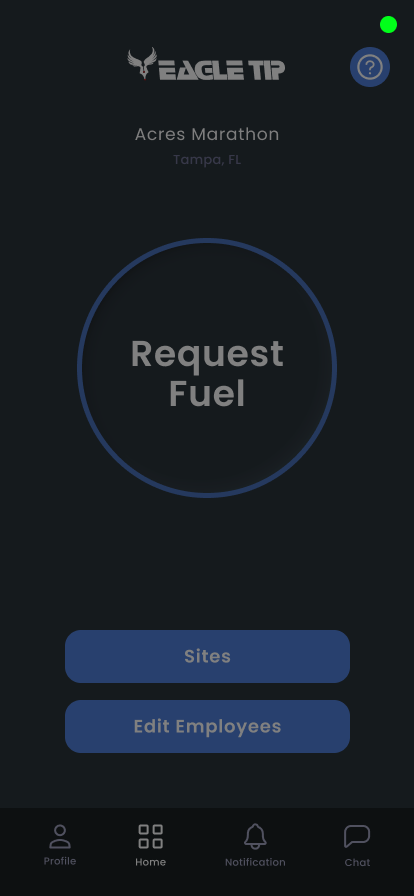 EAGLE TIP
?
Acres Marathon
Tampa, FL
Request
Fuel
Sites
Edit Employees
Profile
Home
Notification
Chat